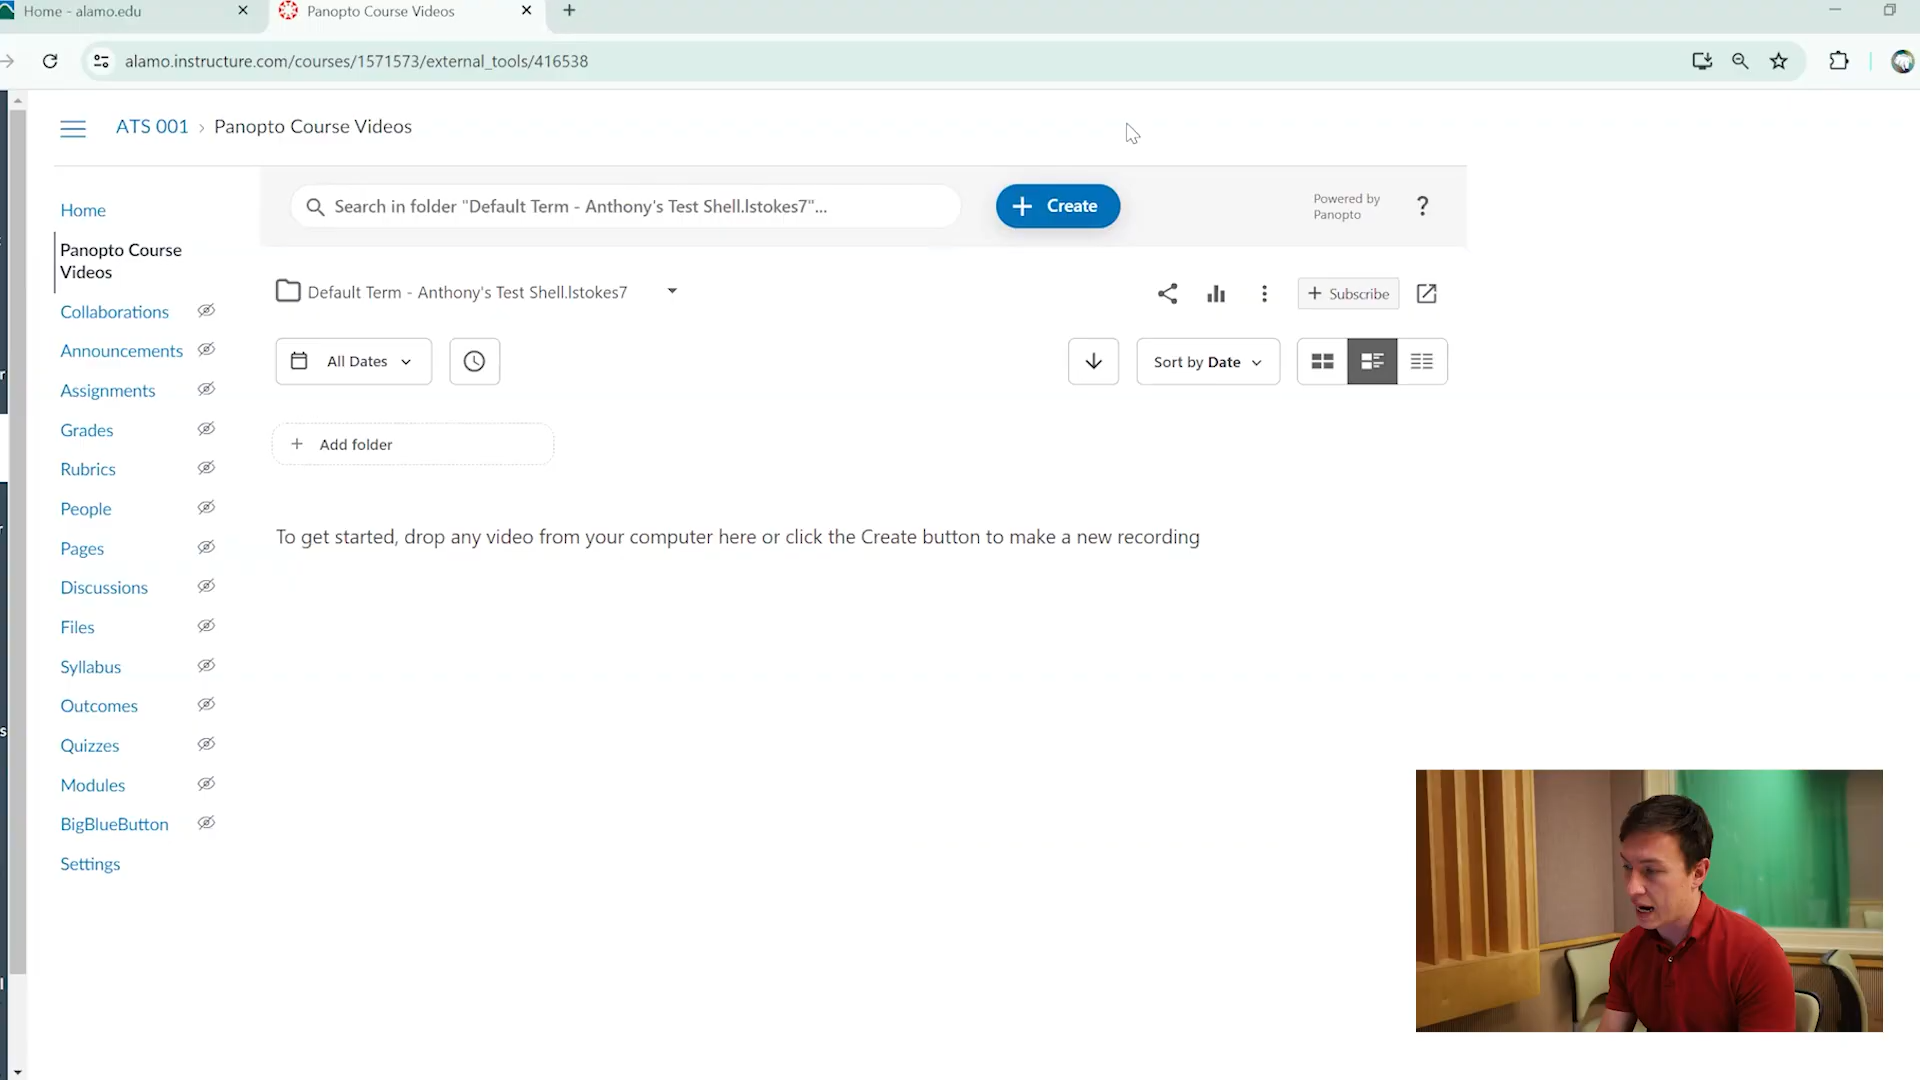 Home - alamo.edu
Panopto Course Videos
alamo.instructure.com/courses/1571573/external_tools/416538
ATS 001 › Panopto Course Videos
Home
Panopto Course
Videos
Collaborations
Announcements
Assignments
Grades
Rubrics
People
Pages
Discussions
Files
Syllabus
Outcomes
Quizzes
Modules
BigBlueButton
Settings
Search in folder "Default Term - Anthony's Test Shell.lstokes7"...
+ Create
Powered by
Panopto
?
Default Term - Anthony's Test Shell.lstokes7
+ Subscribe
All Dates
Sort by Date
+ Add folder
To get started, drop any video from your computer here or click the Create button to make a new recording